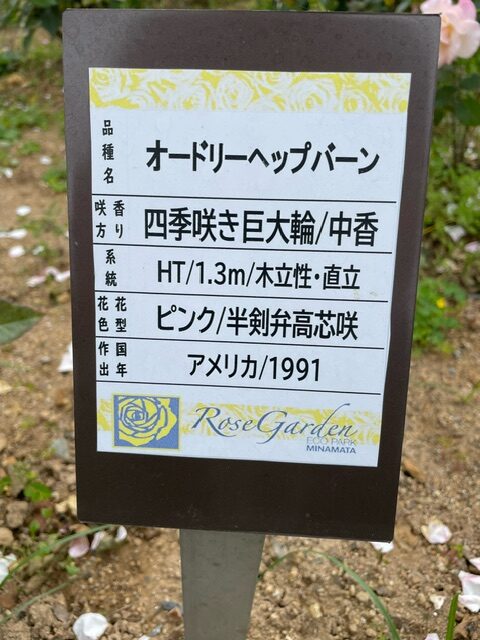 品種名
オードリーヘップバーン
咲き方 香り
四季咲き巨大輪/中香
系統
HT/1.3m/木立性・直立
花色 花型
ピンク/半剣弁高芯咲
作出 国年
アメリカ/1991
Rose Garden
ECO PARK
MINAMATA